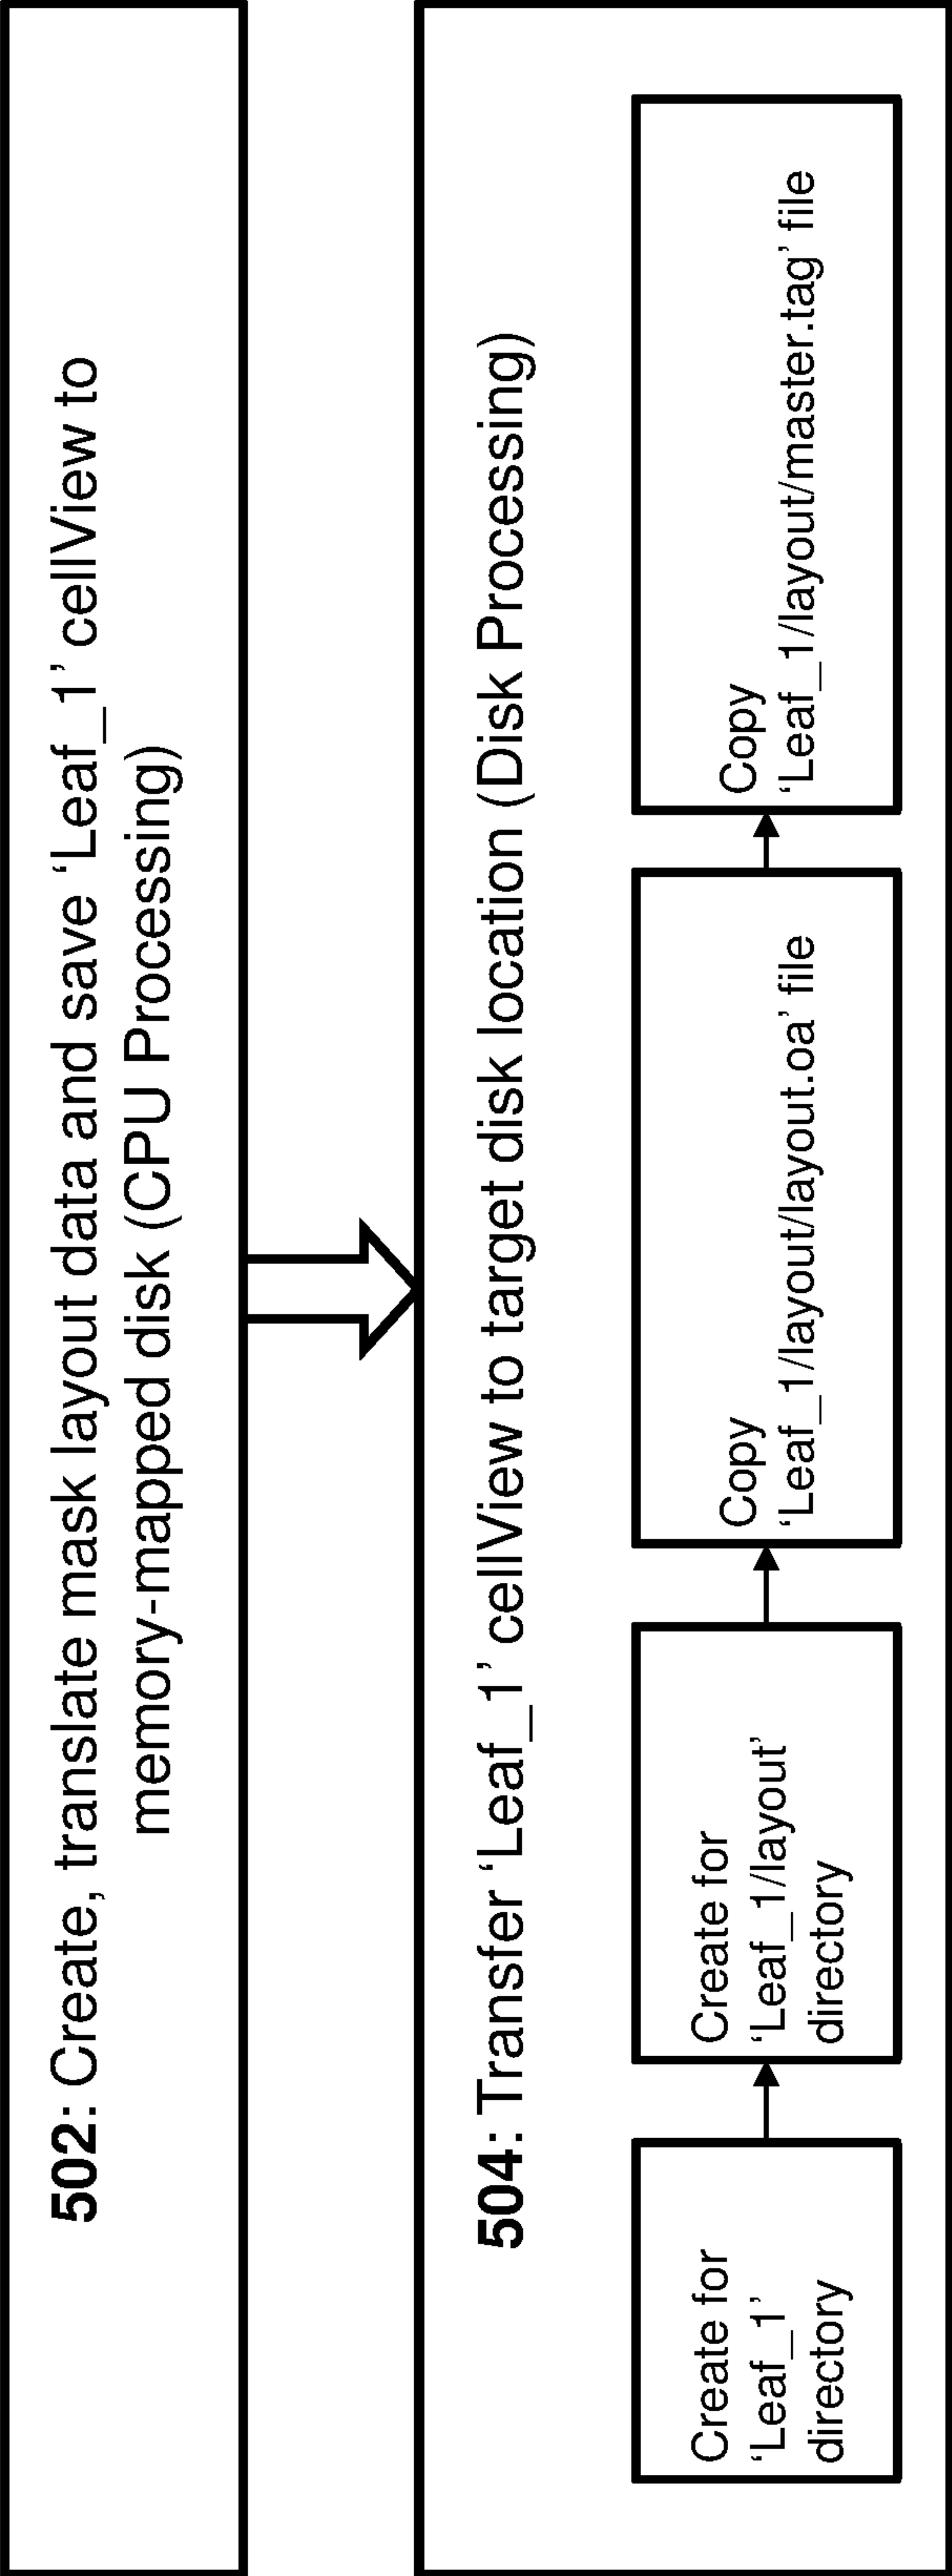 502: Create, translate mask layout data and save ‘Leaf_1’ cellView to
memory-mapped disk (CPU Processing)
504: Transfer ‘Leaf_1’ cellView to target disk location (Disk Processing)
Create for
‘Leaf_1’
directory
Create for
‘Leaf_1/layout’
directory
Copy
‘Leaf_1/layout/layout.oa’ file
Copy
‘Leaf_1/layout/master.tag’ file